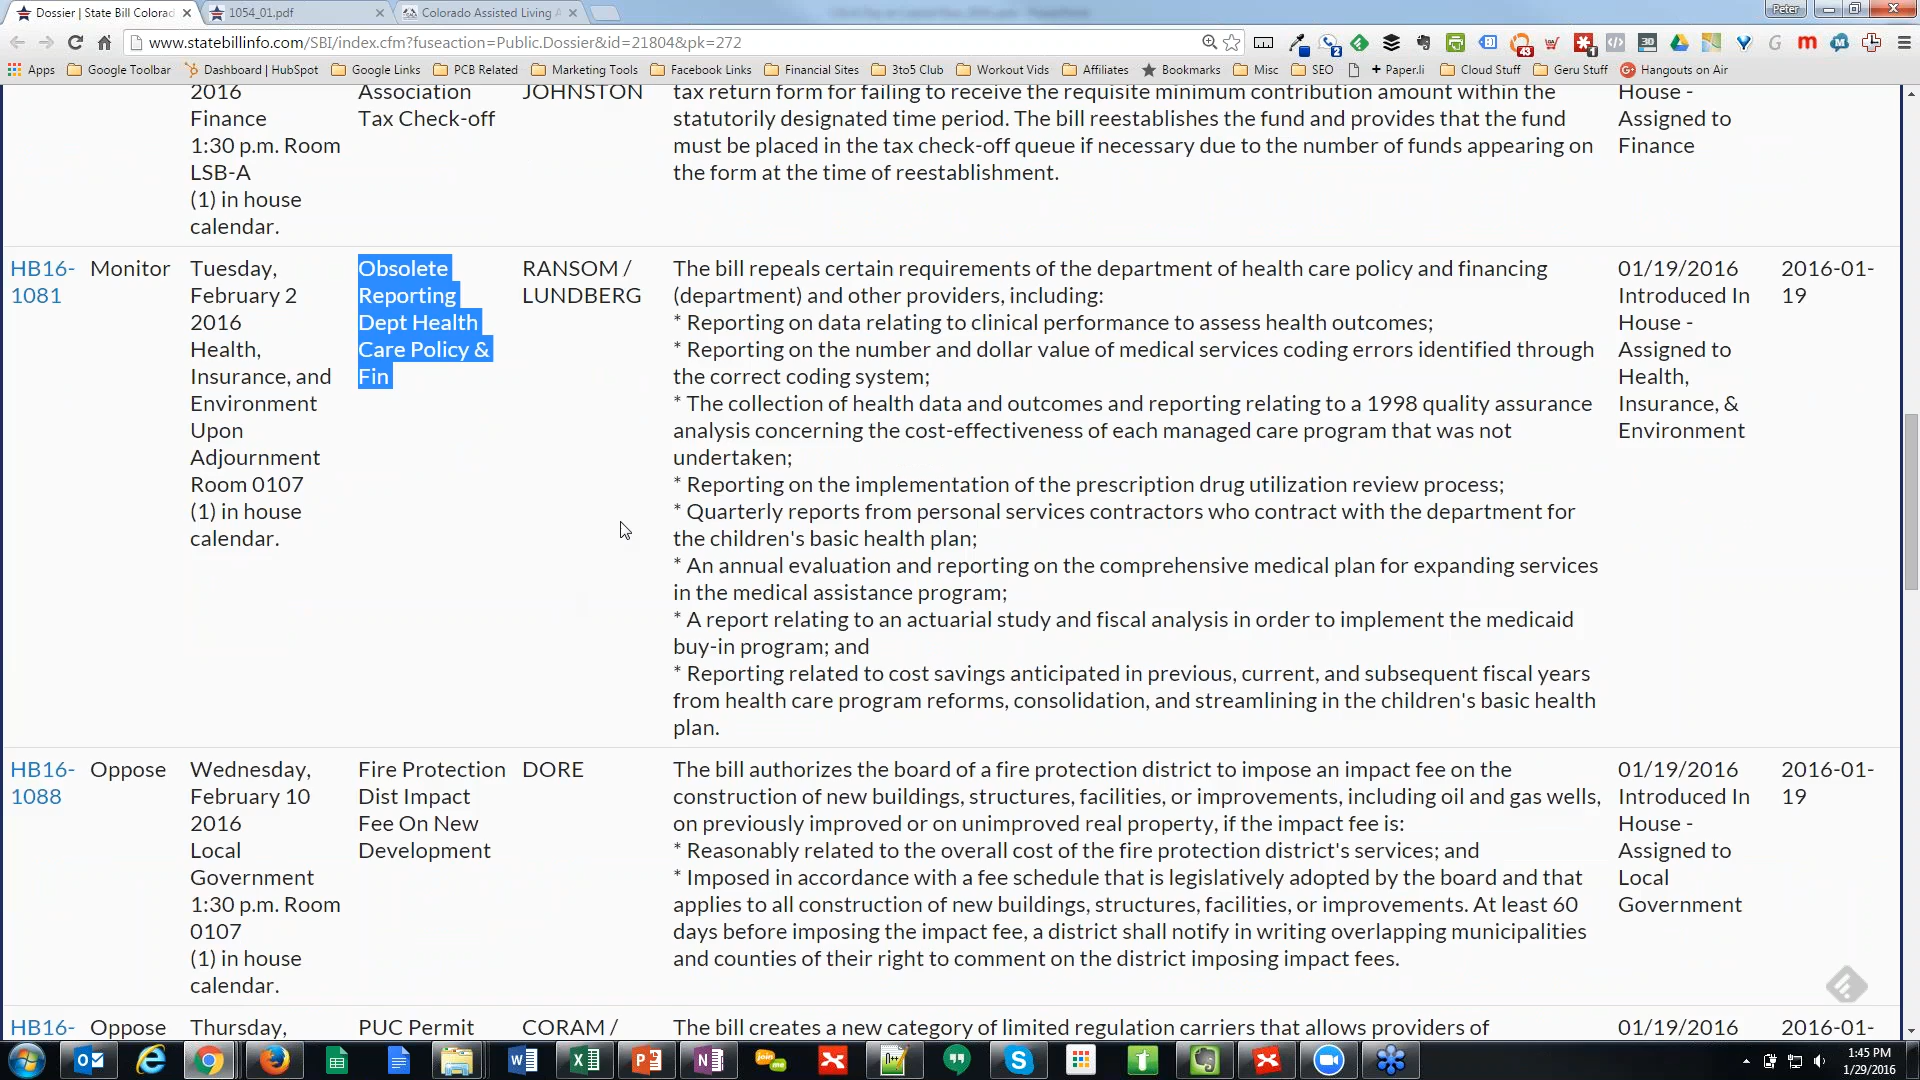 Dossier | State Bill Colorad
1054_01.pdf
Colorado Assisted Living A
Peter
www.statebillinfo.com/SBI/index.cfm?fuseaction=Public.Dossier&id=21804&pk=272
Apps
Google Toolbar
Dashboard | HubSpot
Google Links
PCB Related
Marketing Tools
Facebook Links
Financial Sites
3to5 Club
Workout Vids
Affiliates
Bookmarks
Misc
SEO
+ Paper.li
Cloud Stuff
Geru Stuff
Hangouts on Air
2016
Finance
1:30 p.m. Room
LSB-A
(1) in house
calendar.
Association
Tax Check-off
JOHNSTON
tax return form for failing to receive the requisite minimum contribution amount within the
statutorily designated time period. The bill reestablishes the fund and provides that the fund
must be placed in the tax check-off queue if necessary due to the number of funds appearing on
the form at the time of reestablishment.
House -
Assigned to
Finance
HB16-
1081
Monitor
Tuesday,
February 2
2016
Health,
Insurance, and
Environment
Upon
Adjournment
Room 0107
(1) in house
calendar.
Obsolete
Reporting
Dept Health
Care Policy &
Fin
RANSOM /
LUNDBERG
The bill repeals certain requirements of the department of health care policy and financing
(department) and other providers, including:
* Reporting on data relating to clinical performance to assess health outcomes;
* Reporting on the number and dollar value of medical services coding errors identified through
the correct coding system;
* The collection of health data and outcomes and reporting relating to a 1998 quality assurance
analysis concerning the cost-effectiveness of each managed care program that was not
undertaken;
* Reporting on the implementation of the prescription drug utilization review process;
* Quarterly reports from personal services contractors who contract with the department for
the children's basic health plan;
* An annual evaluation and reporting on the comprehensive medical plan for expanding services
in the medical assistance program;
* A report relating to an actuarial study and fiscal analysis in order to implement the medicaid
buy-in program; and
* Reporting related to cost savings anticipated in previous, current, and subsequent fiscal years
from health care program reforms, consolidation, and streamlining in the children's basic health
plan.
01/19/2016
Introduced In
House -
Assigned to
Health,
Insurance, &
Environment
2016-01-
19
HB16-
1088
Oppose
Wednesday,
February 10
2016
Local
Government
1:30 p.m. Room
0107
(1) in house
calendar.
Fire Protection
Dist Impact
Fee On New
Development
DORE
The bill authorizes the board of a fire protection district to impose an impact fee on the
construction of new buildings, structures, facilities, or improvements, including oil and gas wells,
on previously improved or on unimproved real property, if the impact fee is:
* Reasonably related to the overall cost of the fire protection district's services; and
* Imposed in accordance with a fee schedule that is legislatively adopted by the board and that
applies to all construction of new buildings, structures, facilities, or improvements. At least 60
days before imposing the impact fee, a district shall notify in writing overlapping municipalities
and counties of their right to comment on the district imposing impact fees.
01/19/2016
Introduced In
House -
Assigned to
Local
Government
2016-01-
19
HB16-
Oppose
Thursday,
PUC Permit
CORAM /
The bill creates a new category of limited regulation carriers that allows providers of
01/19/2016
2016-01-
1:45 PM
1/29/2016